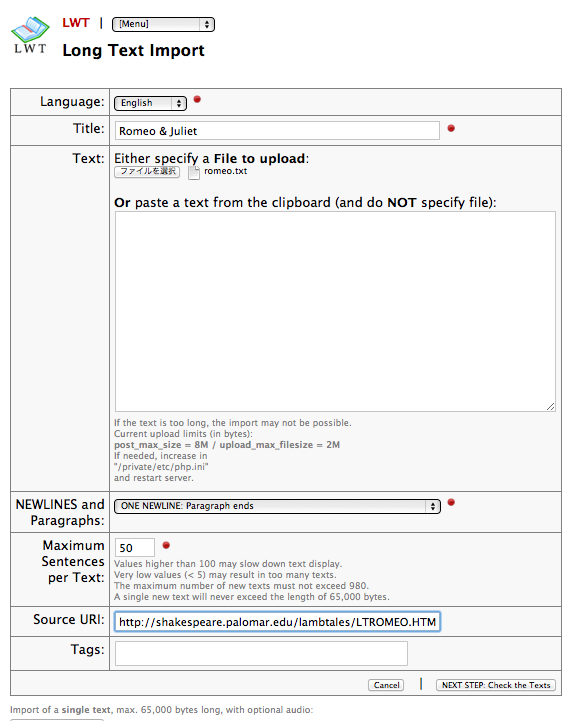 LWT | [Menu]
LWT
Long Text Import
Language: English
Title: Romeo & Juliet
Text: Either specify a File to upload:
ファイルを選択 romeo.txt
Or paste a text from the clipboard (and do NOT specify file):
If the text is too long, the import may not be possible.
Current upload limits (in bytes):
post_max_size = 8M / upload_max_filesize = 2M
If needed, increase in
"/private/etc/php.ini"
and restart server.
NEWLINES and Paragraphs: ONE NEWLINE: Paragraph ends
Maximum Sentences per Text: 50
Values higher than 100 may slow down text display.
Very low values (< 5) may result in too many texts.
The maximum number of new texts must not exceed 980.
A single new text will never exceed the length of 65,000 bytes.
Source URI: http://shakespeare.palomar.edu/lambtales/LTROMEO.HTM
Tags:
Cancel | NEXT STEP: Check the Texts
Import of a single text, max. 65,000 bytes long, with optional audio: